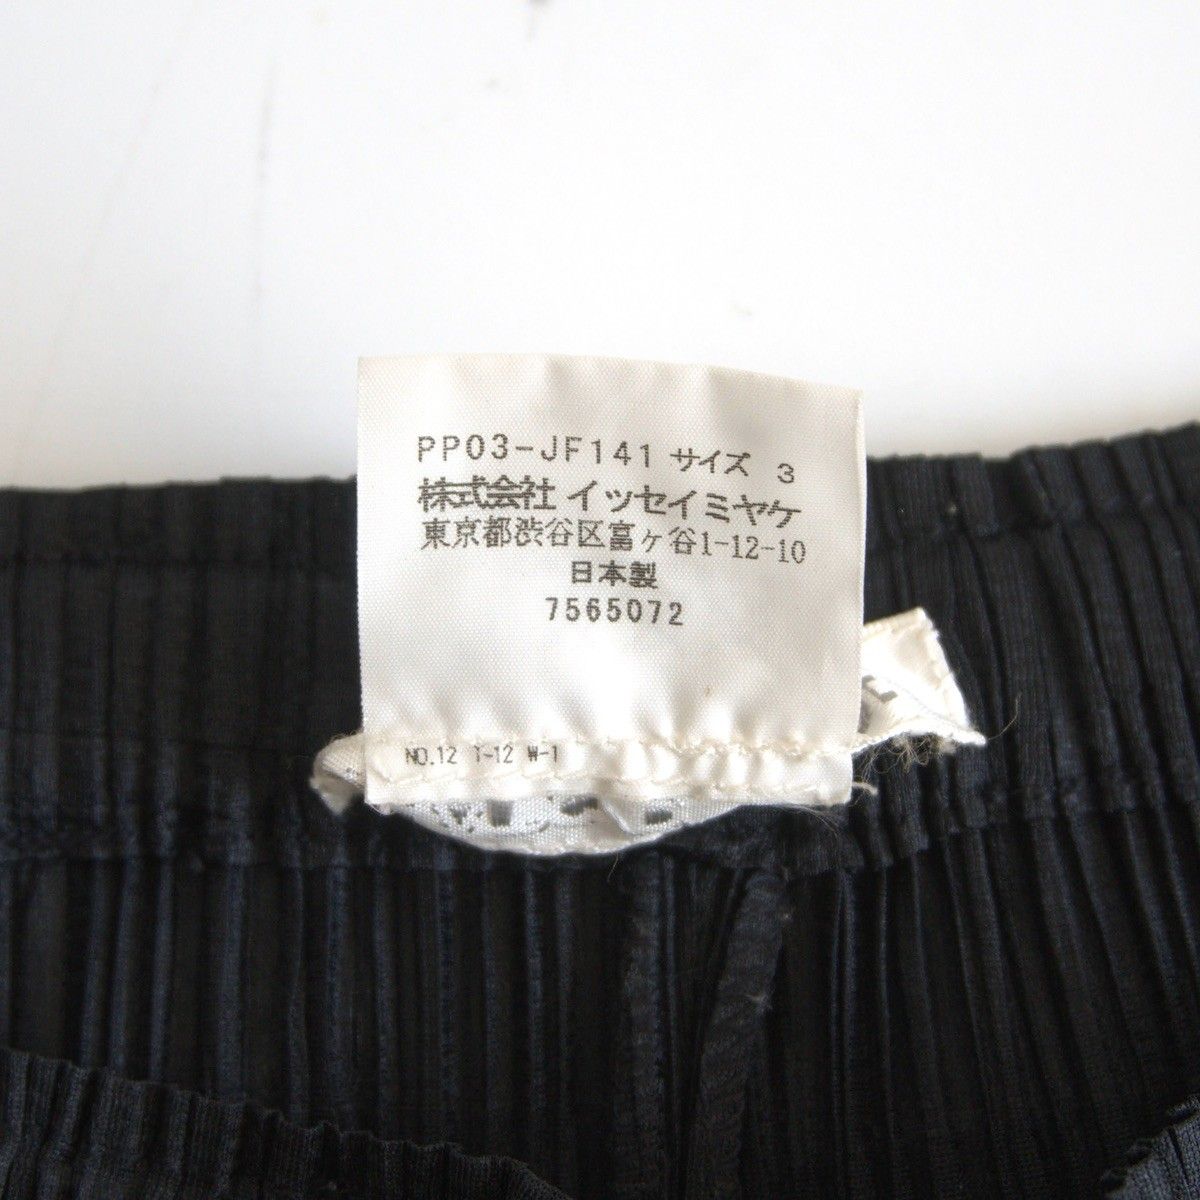 PP03-JF141 サイズ 3
株式会社 イッセイミヤケ
東京都渋谷区富ヶ谷1-12-10
日本製
7565072
NO.12 T-12 W-1